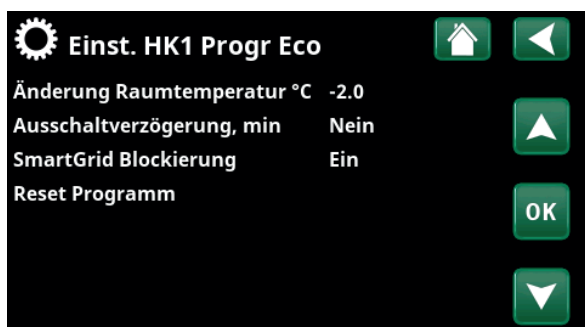 Einst. HK1 Progr Eco
Änderung Raumtemperatur °C -2.0
Ausschaltverzögerung, min Nein
SmartGrid Blockierung Ein
Reset Programm
OK